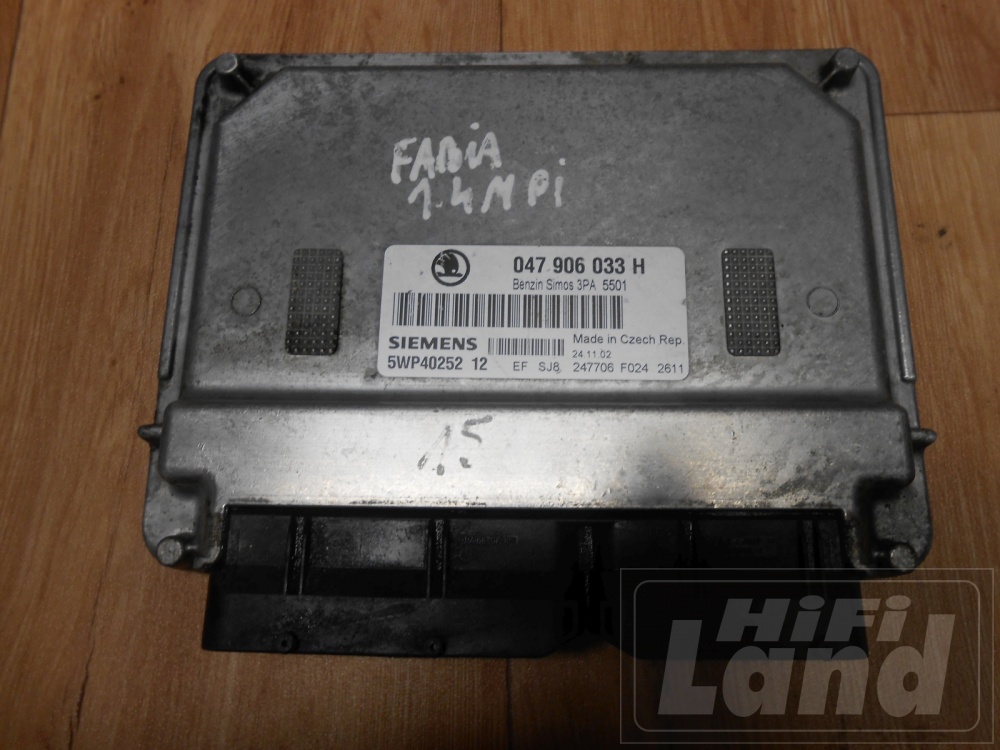 FABiA
1.4 MPi
047 906 033 H
Benzin Simos 3PA 5501
SIEMENS
Made in Czech Rep.
24.11.02
5WP40252 12
EF SJ8 247706 F024 2611
15
HiFi
Land